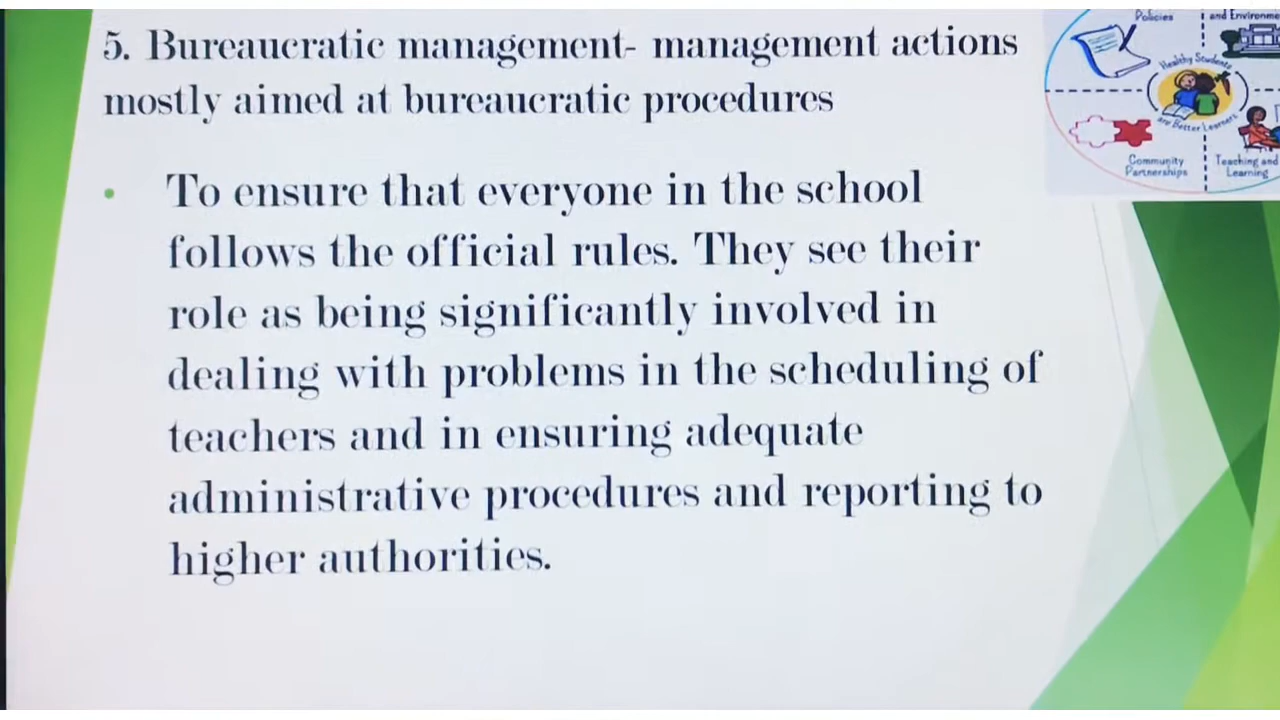 5. Bureaucratic management- management actions
mostly aimed at bureaucratic procedures
• To ensure that everyone in the school
follows the official rules. They see their
role as being significantly involved in
dealing with problems in the scheduling of
teachers and in ensuring adequate
administrative procedures and reporting to
higher authorities.
Policies
and
Healthy Students
are Better Learners
Community
Partnerships
Teaching and
Learning